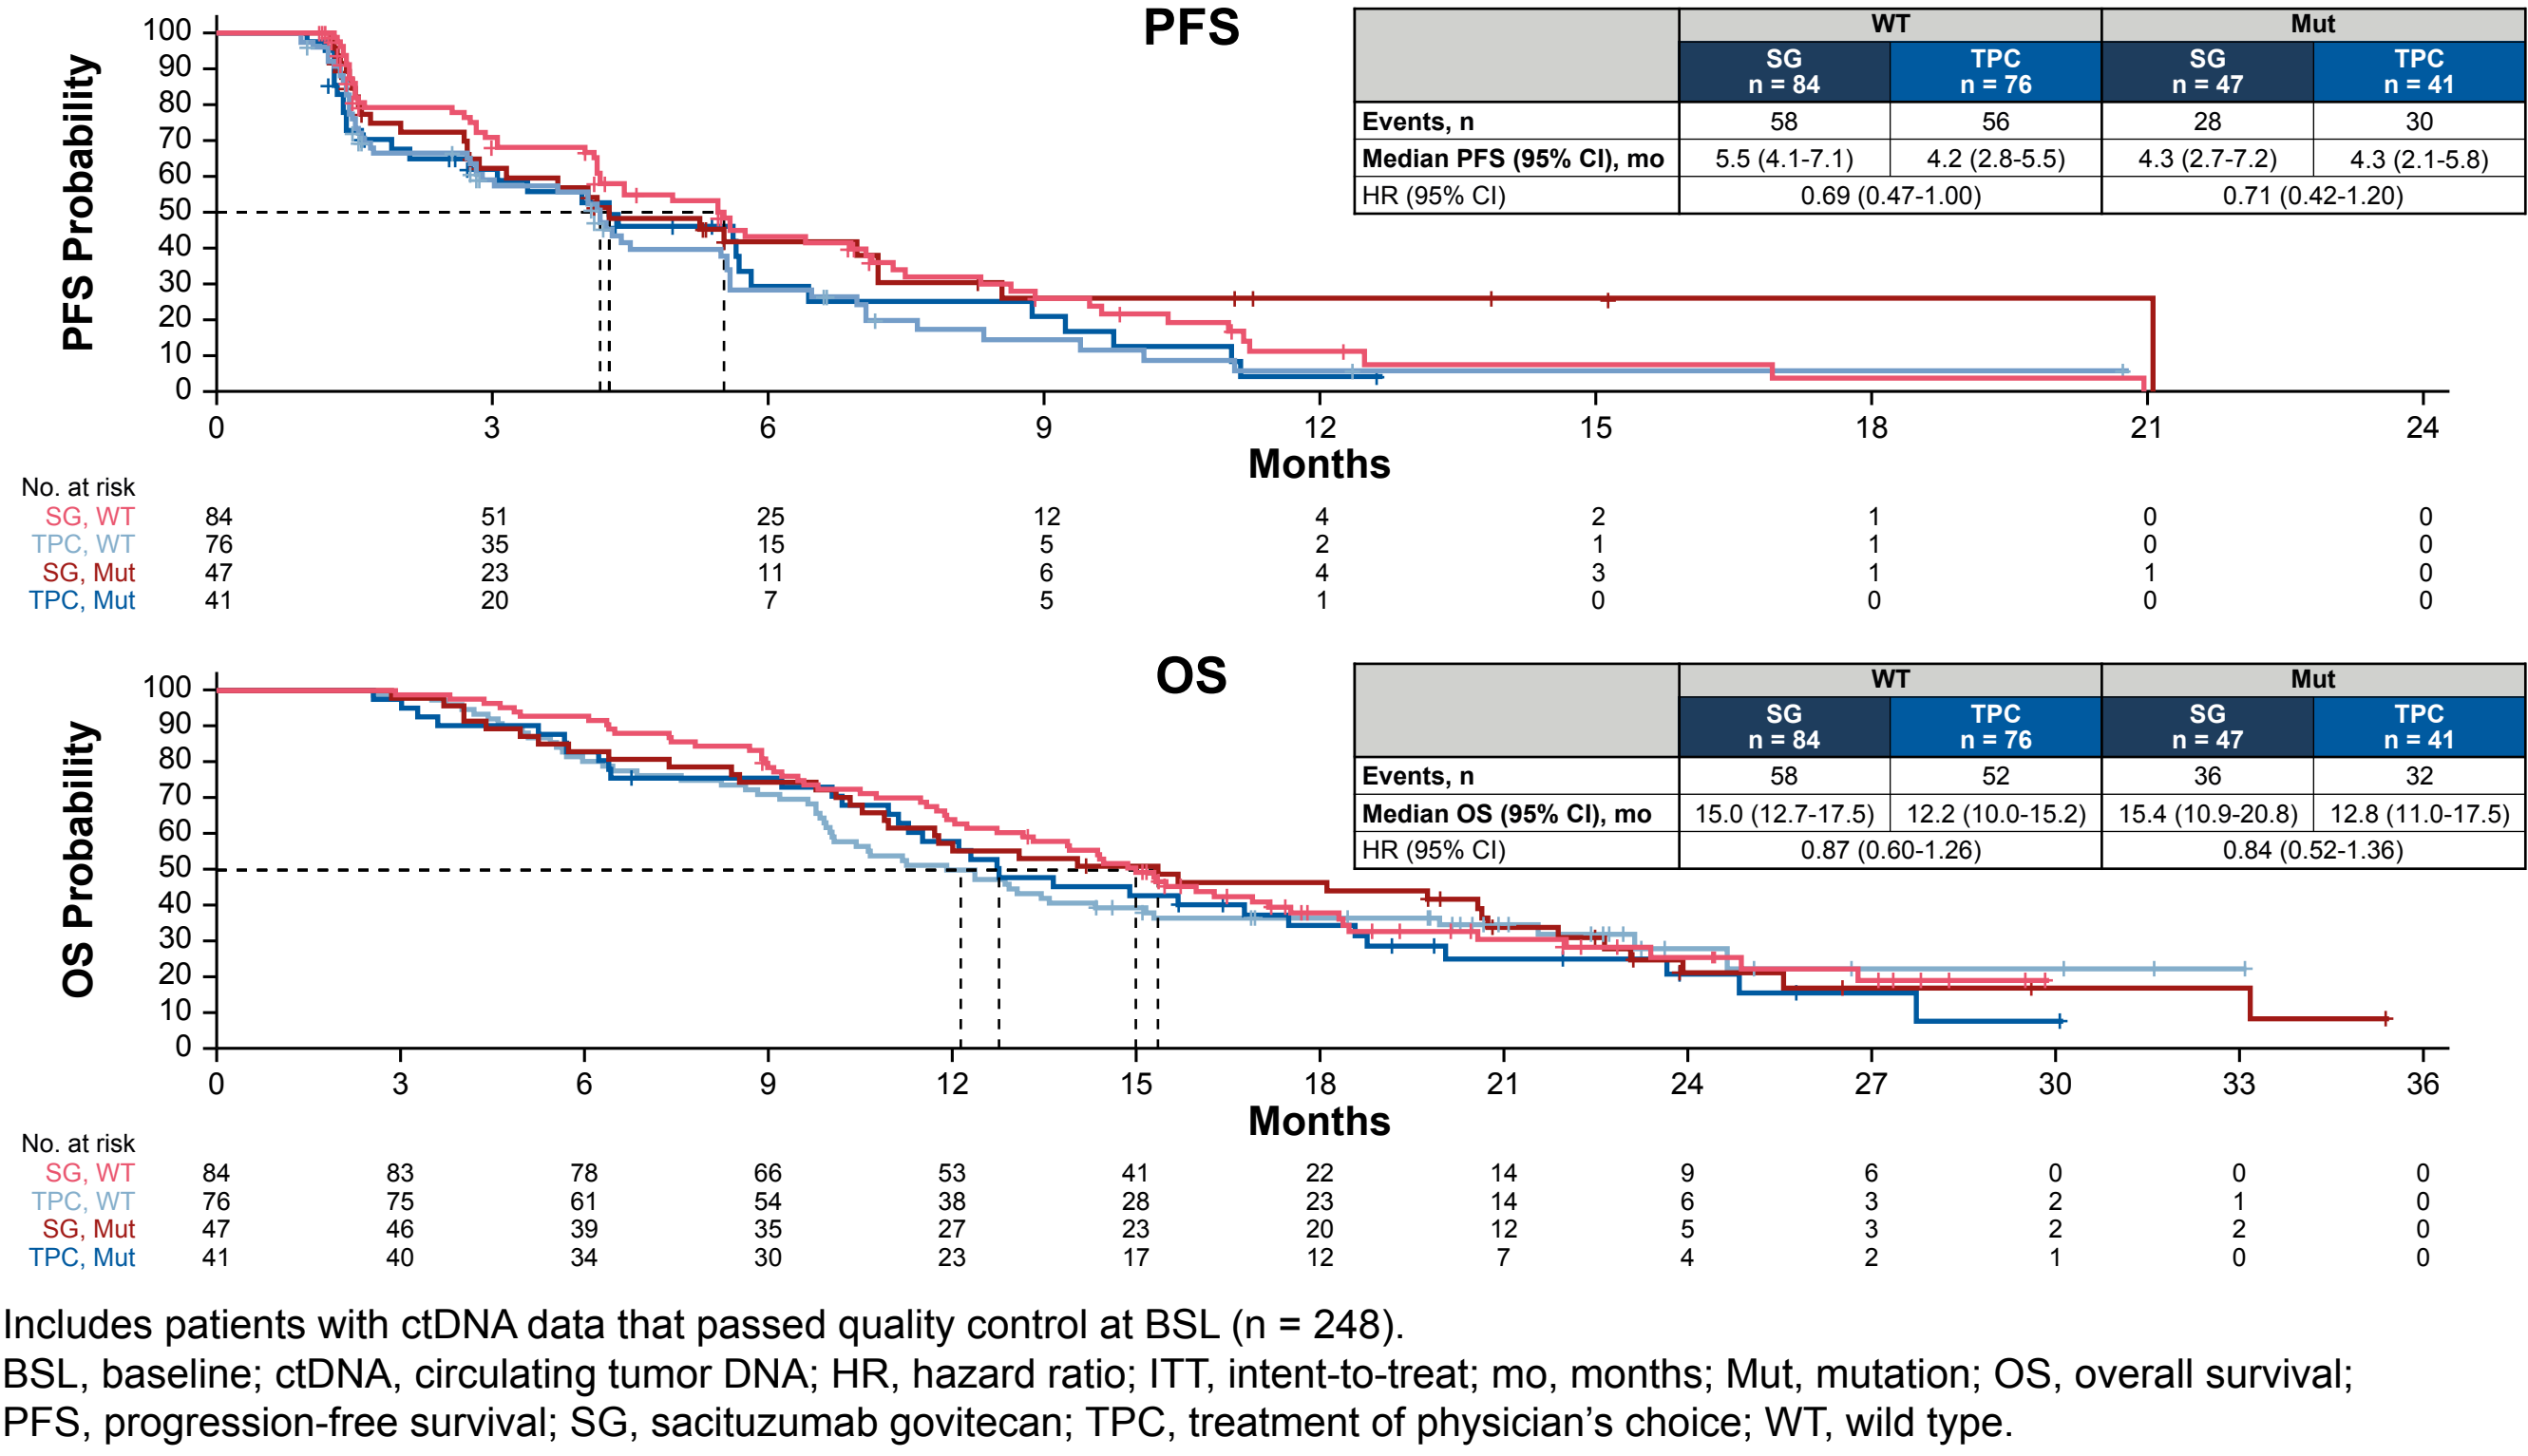 PFS
PFS Probability
100
90
80
70
60
50
40
30
20
10
0
0 3 6 9 12 15 18 21 24
Months
WT Mut
SG TPC SG TPC
n = 84 n = 76 n = 47 n = 41
Events, n 58 56 28 30
Median PFS (95% CI), mo 5.5 (4.1-7.1) 4.2 (2.8-5.5) 4.3 (2.7-7.2) 4.3 (2.1-5.8)
HR (95% CI) 0.69 (0.47-1.00) 0.71 (0.42-1.20)
No. at risk
SG, WT 84 51 25 12 4 2 1 0 0
TPC, WT 76 35 15 5 2 1 1 0 0
SG, Mut 47 23 11 6 4 3 1 1 0
TPC, Mut 41 20 7 5 1 0 0 0 0
OS
OS Probability
100
90
80
70
60
50
40
30
20
10
0
0 3 6 9 12 15 18 21 24 27 30 33 36
Months
WT Mut
SG TPC SG TPC
n = 84 n = 76 n = 47 n = 41
Events, n 58 52 36 32
Median OS (95% CI), mo 15.0 (12.7-17.5) 12.2 (10.0-15.2) 15.4 (10.9-20.8) 12.8 (11.0-17.5)
HR (95% CI) 0.87 (0.60-1.26) 0.84 (0.52-1.36)
No. at risk
SG, WT 84 83 78 66 53 41 22 14 9 6 0 0 0
TPC, WT 76 75 61 54 38 28 23 14 6 3 2 1 0
SG, Mut 47 46 39 35 27 23 20 12 5 3 2 2 0
TPC, Mut 41 40 34 30 23 17 12 7 4 2 1 0 0
Includes patients with ctDNA data that passed quality control at BSL (n = 248).
BSL, baseline; ctDNA, circulating tumor DNA; HR, hazard ratio; ITT, intent-to-treat; mo, months; Mut, mutation; OS, overall survival;
PFS, progression-free survival; SG, sacituzumab govitecan; TPC, treatment of physician’s choice; WT, wild type.